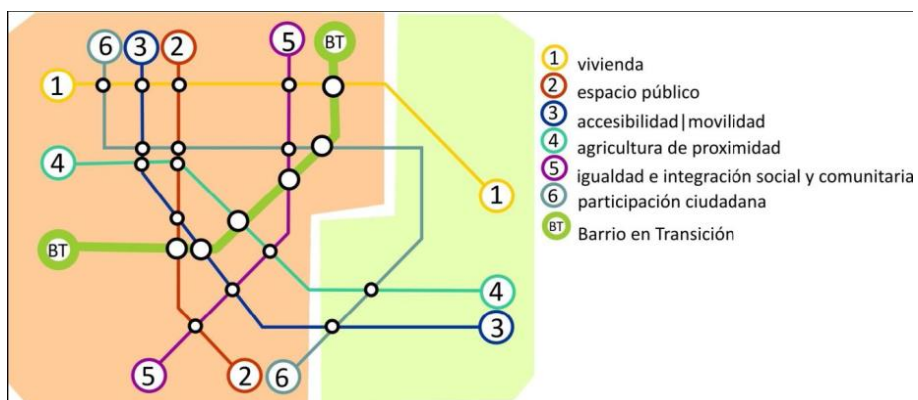 6 3 2 5 BT
1
4
1
BT
4
3
5 2 6
1 vivienda
2 espacio público
3 accesibilidad|movilidad
4 agricultura de proximidad
5 igualdad e integración social y comunitaria
6 participación ciudadana
BT Barrio en Transición